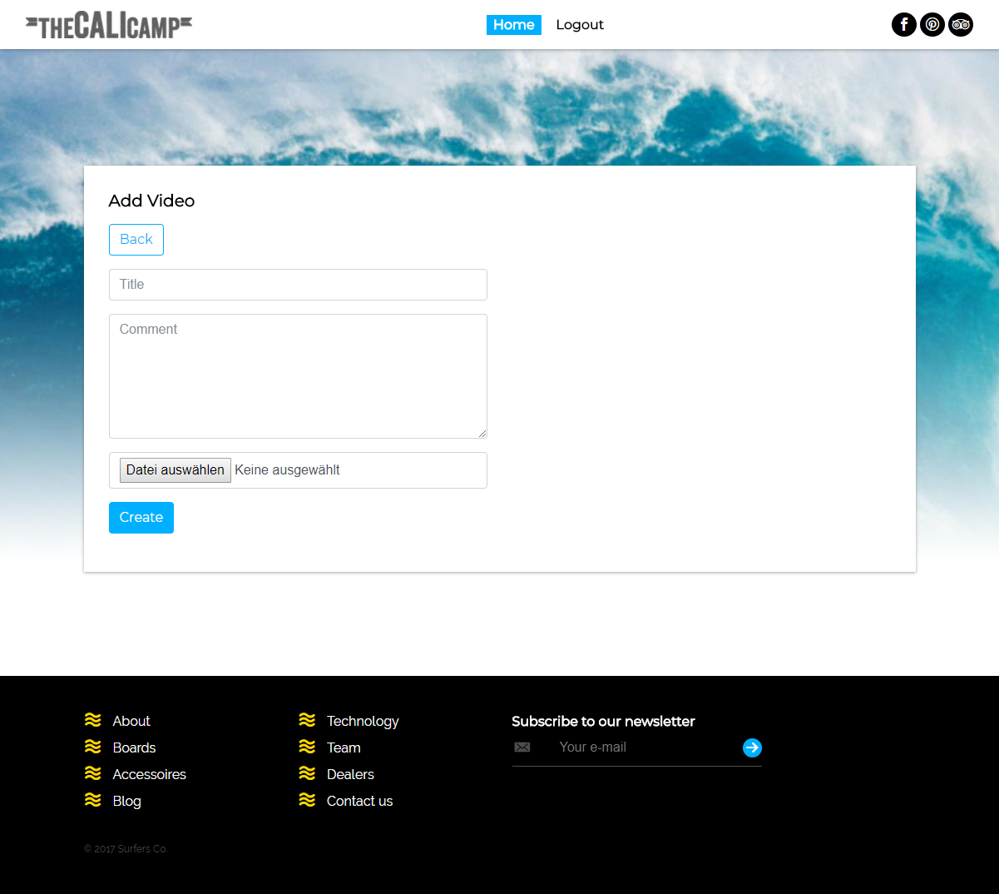 THECALICAMP
Home Logout
Add Video
Back
Title
Comment
Datei auswählen Keine ausgewählt
Create
About
Boards
Accessoires
Blog
Technology
Team
Dealers
Contact us
Subscribe to our newsletter
Your e-mail
© 2017 Surfers Co.